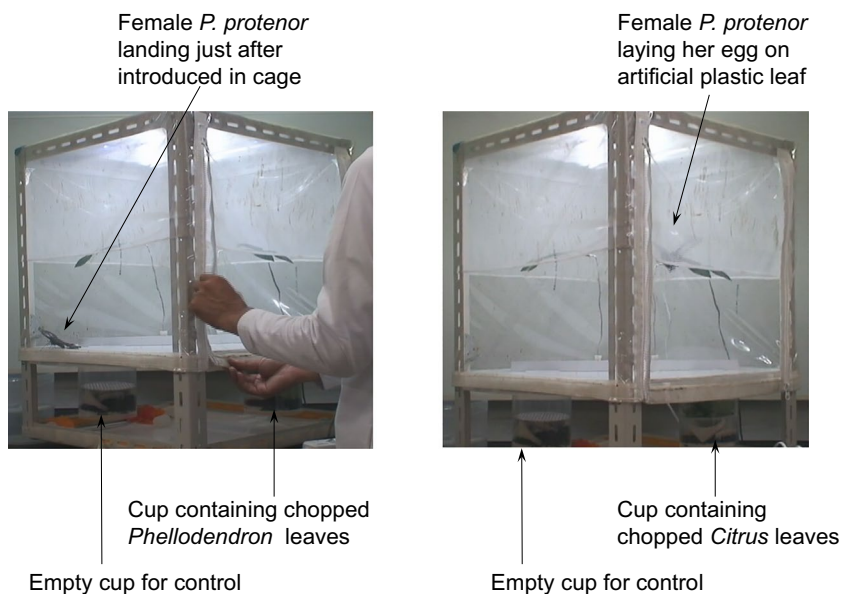 Female P. protenor
landing just after
introduced in cage
Female P. protenor
laying her egg on
artificial plastic leaf
Cup containing chopped
Phellodendron leaves
Empty cup for control
Cup containing
chopped Citrus leaves
Empty cup for control